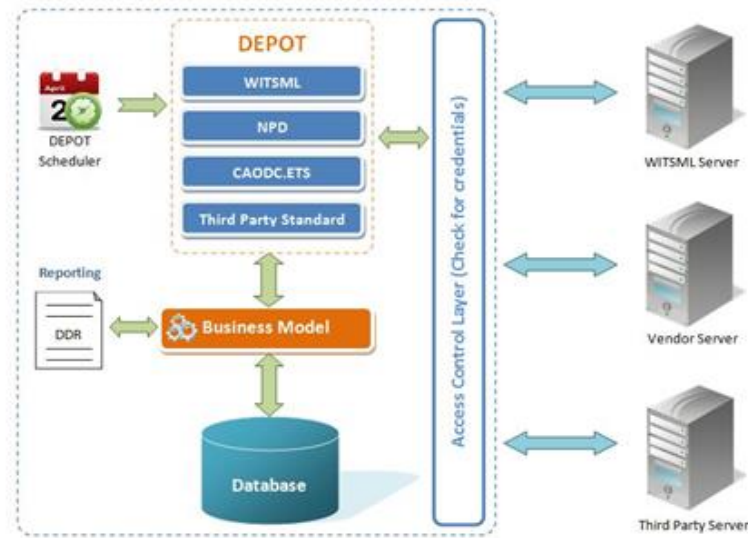 DEPOT
WITSML
NPD
CAODC.ETS
Third Party Standard
April
2
DEPOT
Scheduler
Reporting
DDR
Business Model
Database
Access Control Layer (Check for credentials)
WITSML Server
Vendor Server
Third Party Server